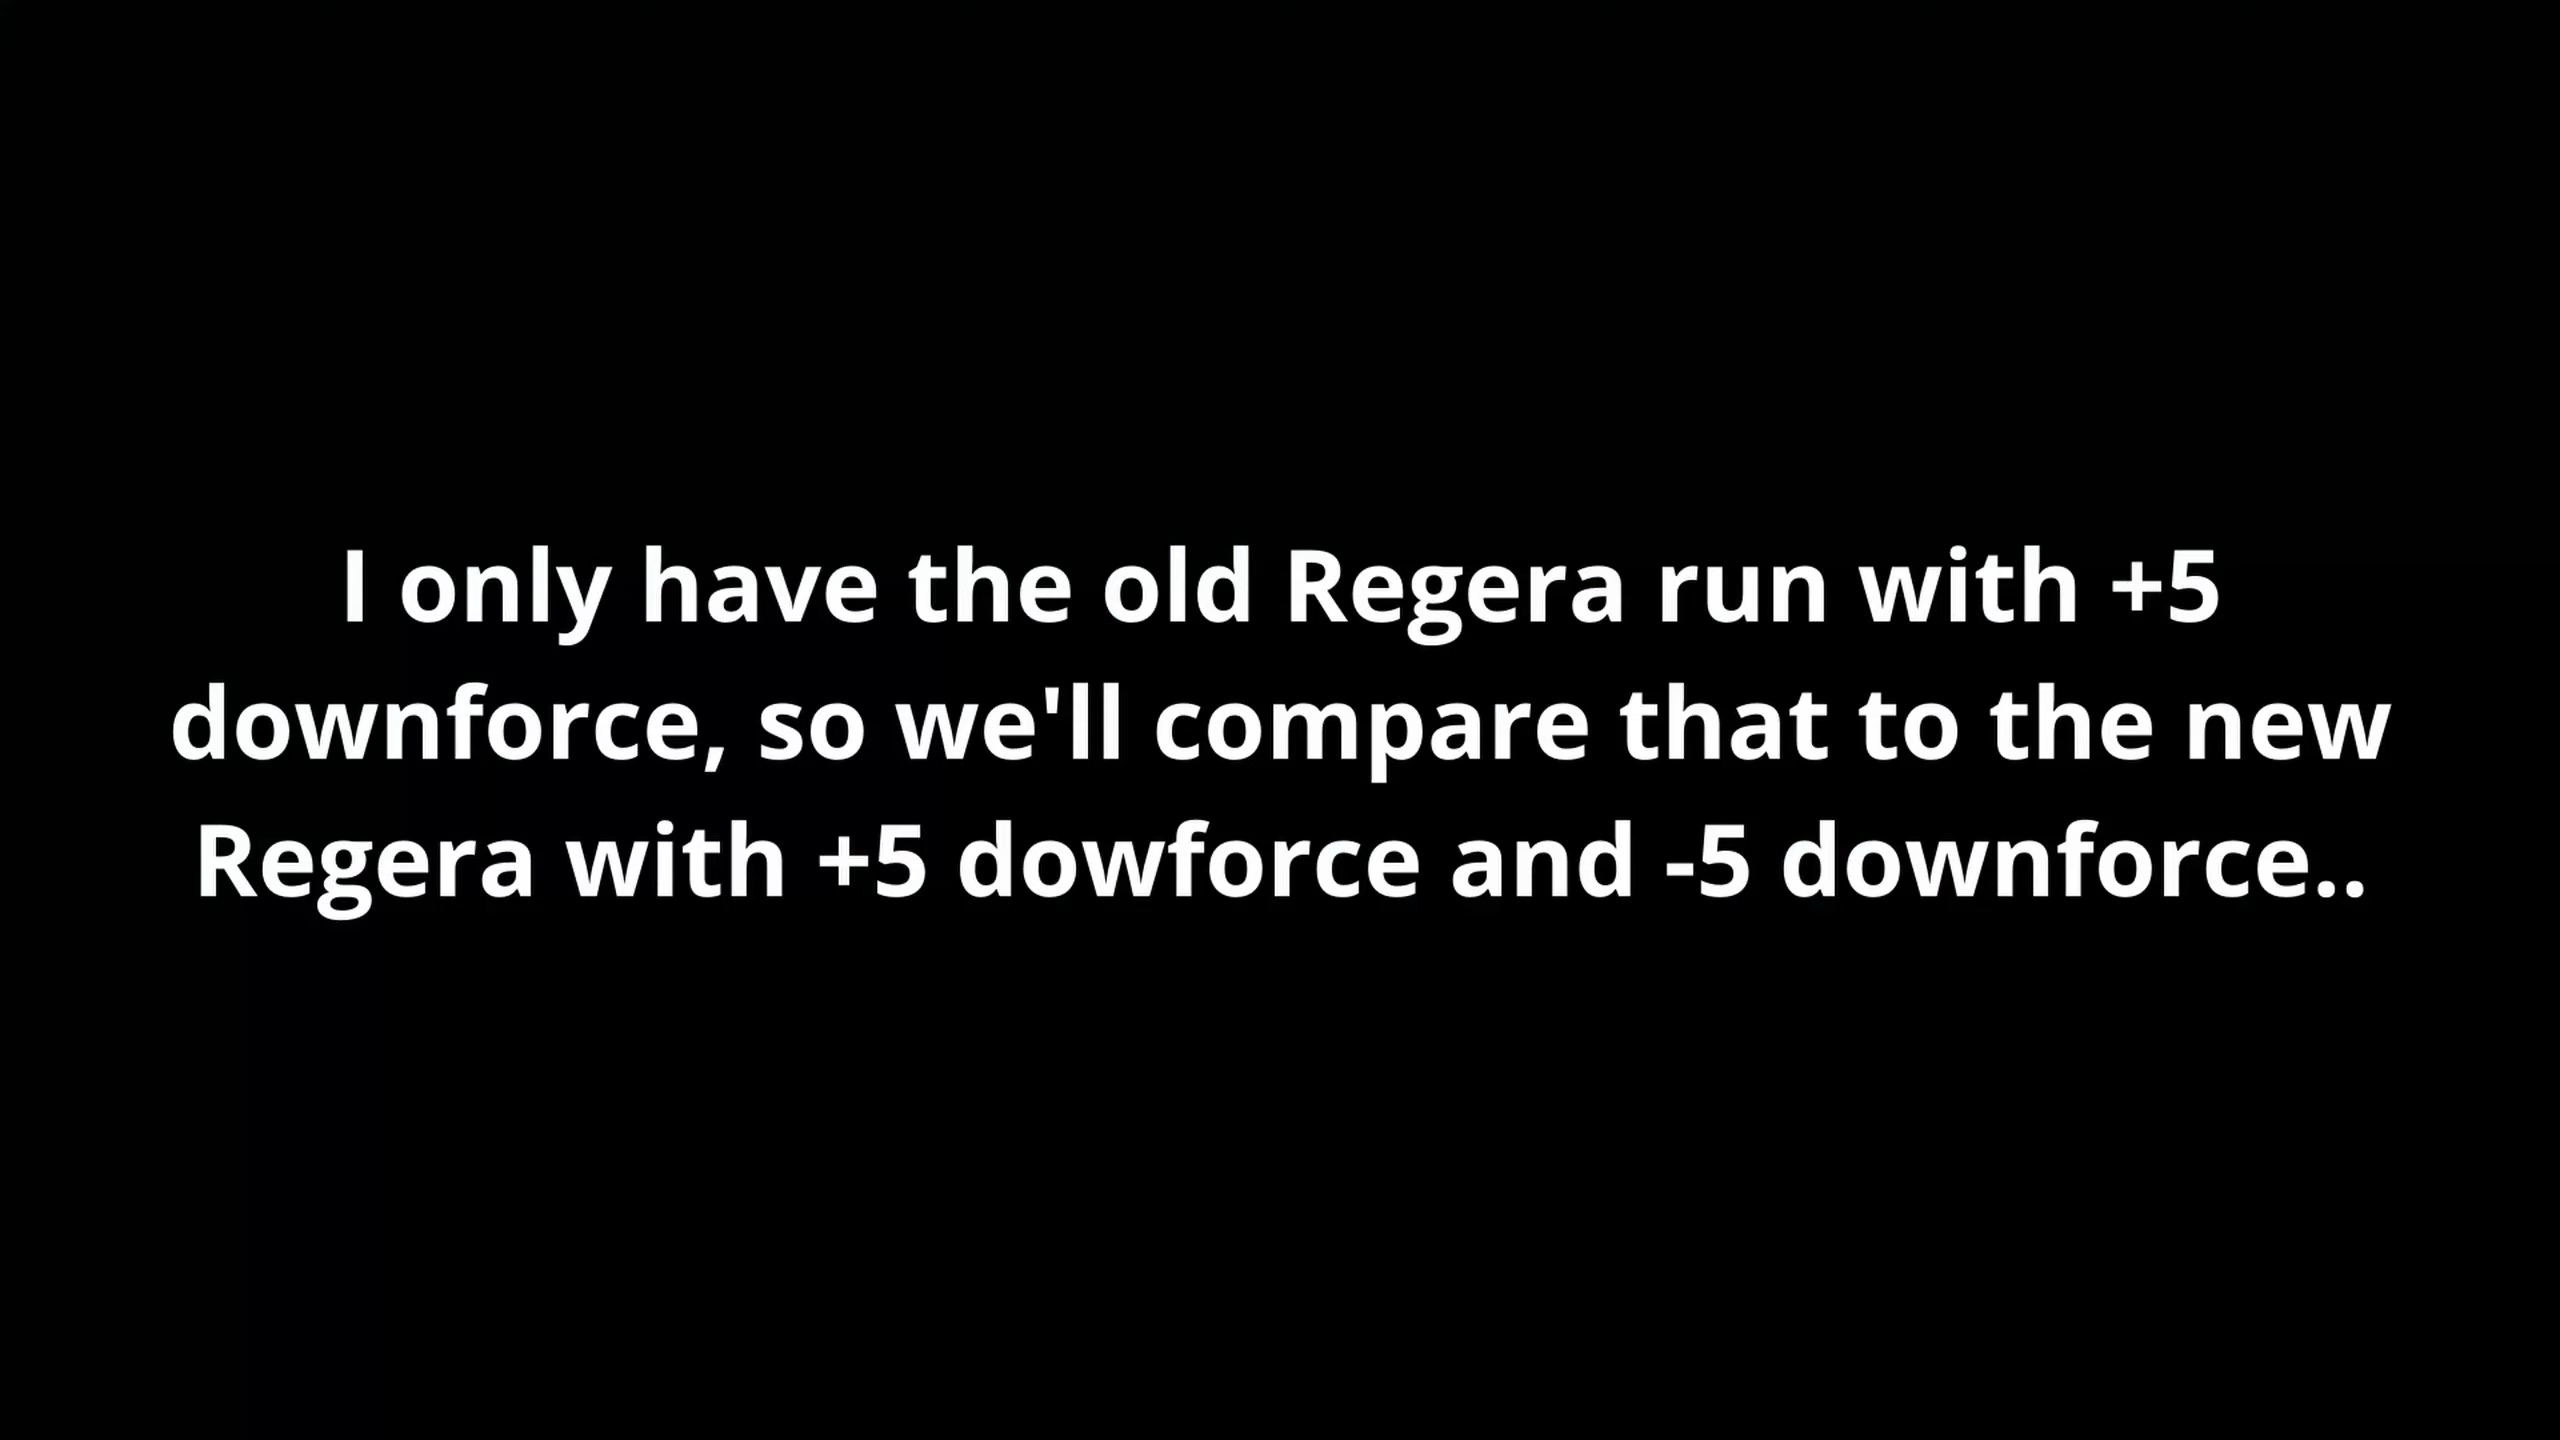 I only have the old Regera run with +5
downforce, so we'll compare that to the new
Regera with +5 dowforce and -5 downforce..